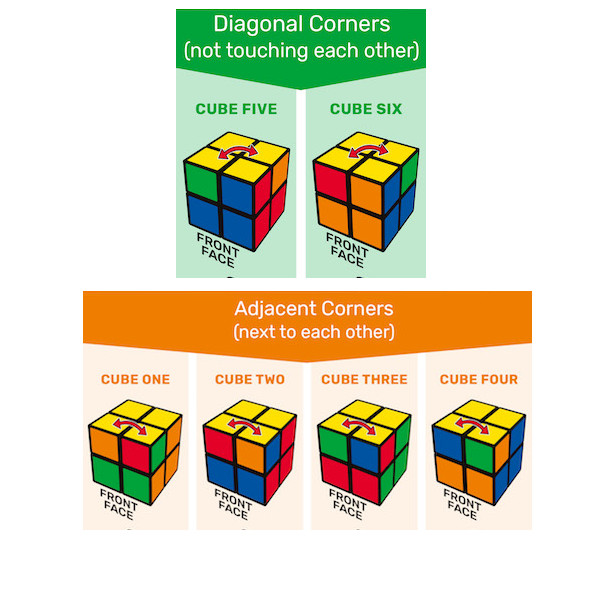 Diagonal Corners
(not touching each other)
CUBE FIVE
CUBE SIX
FRONT
FACE
FRONT
FACE
Adjacent Corners
(next to each other)
CUBE ONE
CUBE TWO
CUBE THREE
CUBE FOUR
FRONT
FACE
FRONT
FACE
FRONT
FACE
FRONT
FACE